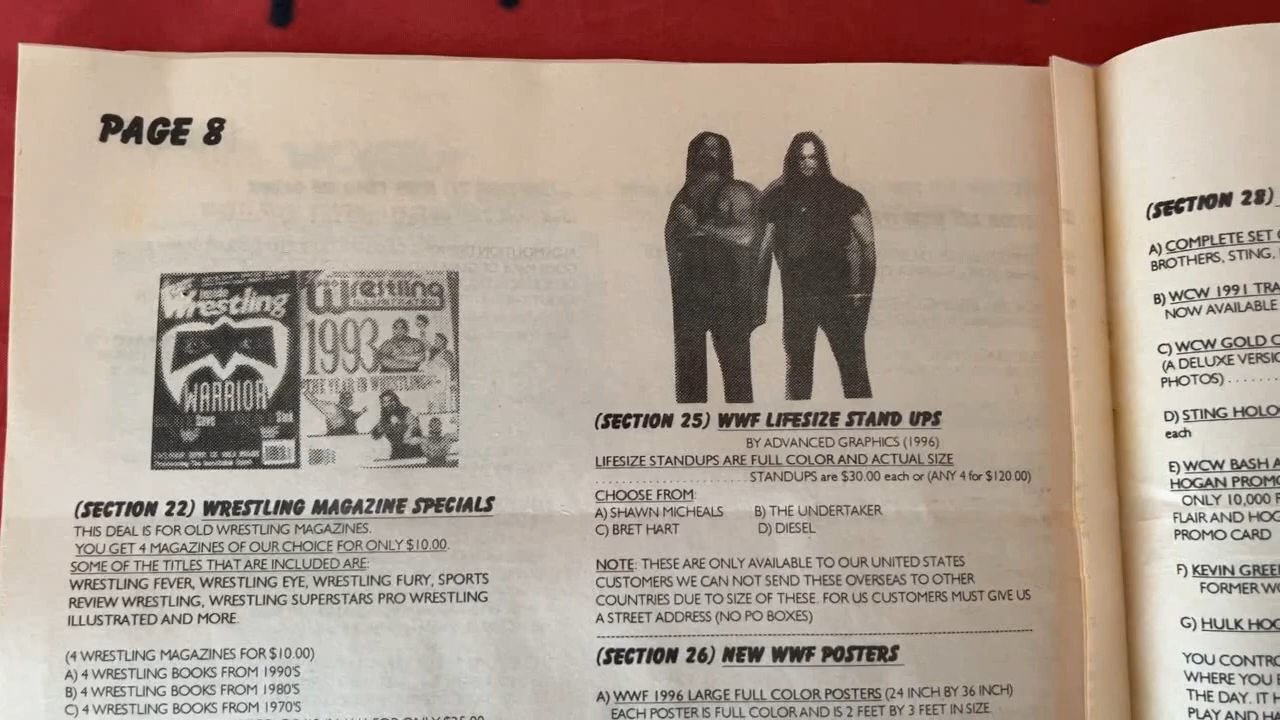 PAGE 8
Inside
Wrestling
WARRIOR
Wrestling
ILLUSTRATED
1993
THE YEAR IN WRESTLING
(SECTION 22) WRESTLING MAGAZINE SPECIALS
THIS DEAL IS FOR OLD WRESTLING MAGAZINES.
YOU GET 4 MAGAZINES OF OUR CHOICE FOR ONLY $10.00.
SOME OF THE TITLES THAT ARE INCLUDED ARE:
WRESTLING FEVER, WRESTLING EYE, WRESTLING FURY, SPORTS
REVIEW WRESTLING, WRESTLING SUPERSTARS PRO WRESTLING
ILLUSTRATED AND MORE.
(4 WRESTLING MAGAZINES FOR $10.00)
A) 4 WRESTLING BOOKS FROM 1990'S
B) 4 WRESTLING BOOKS FROM 1980'S
C) 4 WRESTLING BOOKS FROM 1970'S
(SECTION 25) WWF LIFESIZE STAND UPS
BY ADVANCED GRAPHICS (1996)
LIFESIZE STANDUPS ARE FULL COLOR AND ACTUAL SIZE
. . . . . . . . . . . . . . . . . . . . . . STANDUPS are $30.00 each or (ANY 4 for $120.00)
CHOOSE FROM:
A) SHAWN MICHEALS B) THE UNDERTAKER
C) BRET HART D) DIESEL
NOTE: THESE ARE ONLY AVAILABLE TO OUR UNITED STATES
CUSTOMERS WE CAN NOT SEND THESE OVERSEAS TO OTHER
COUNTRIES DUE TO SIZE OF THESE. FOR US CUSTOMERS MUST GIVE US
A STREET ADDRESS (NO PO BOXES)
(SECTION 26) NEW WWF POSTERS
A) WWF 1996 LARGE FULL COLOR POSTERS (24 INCH BY 36 INCH)
EACH POSTER IS FULL COLOR AND IS 2 FEET BY 3 FEET IN SIZE.
(SECTION 28)
A) COMPLETE SET
BROTHERS, STING,
B) WCW 1991
NOW AVAILABLE
C) WCW GOLD
(A DELUXE
PHOTOS) . . . . . .
D) STING
each
E) WCW BASH
HOGAN
ONLY 10,000
FLAIR AND
PROMO CARD
F) KEVIN
FORMER
G) HULK
YOU
WHERE YOU
THE DAY. IT
PLAY AND